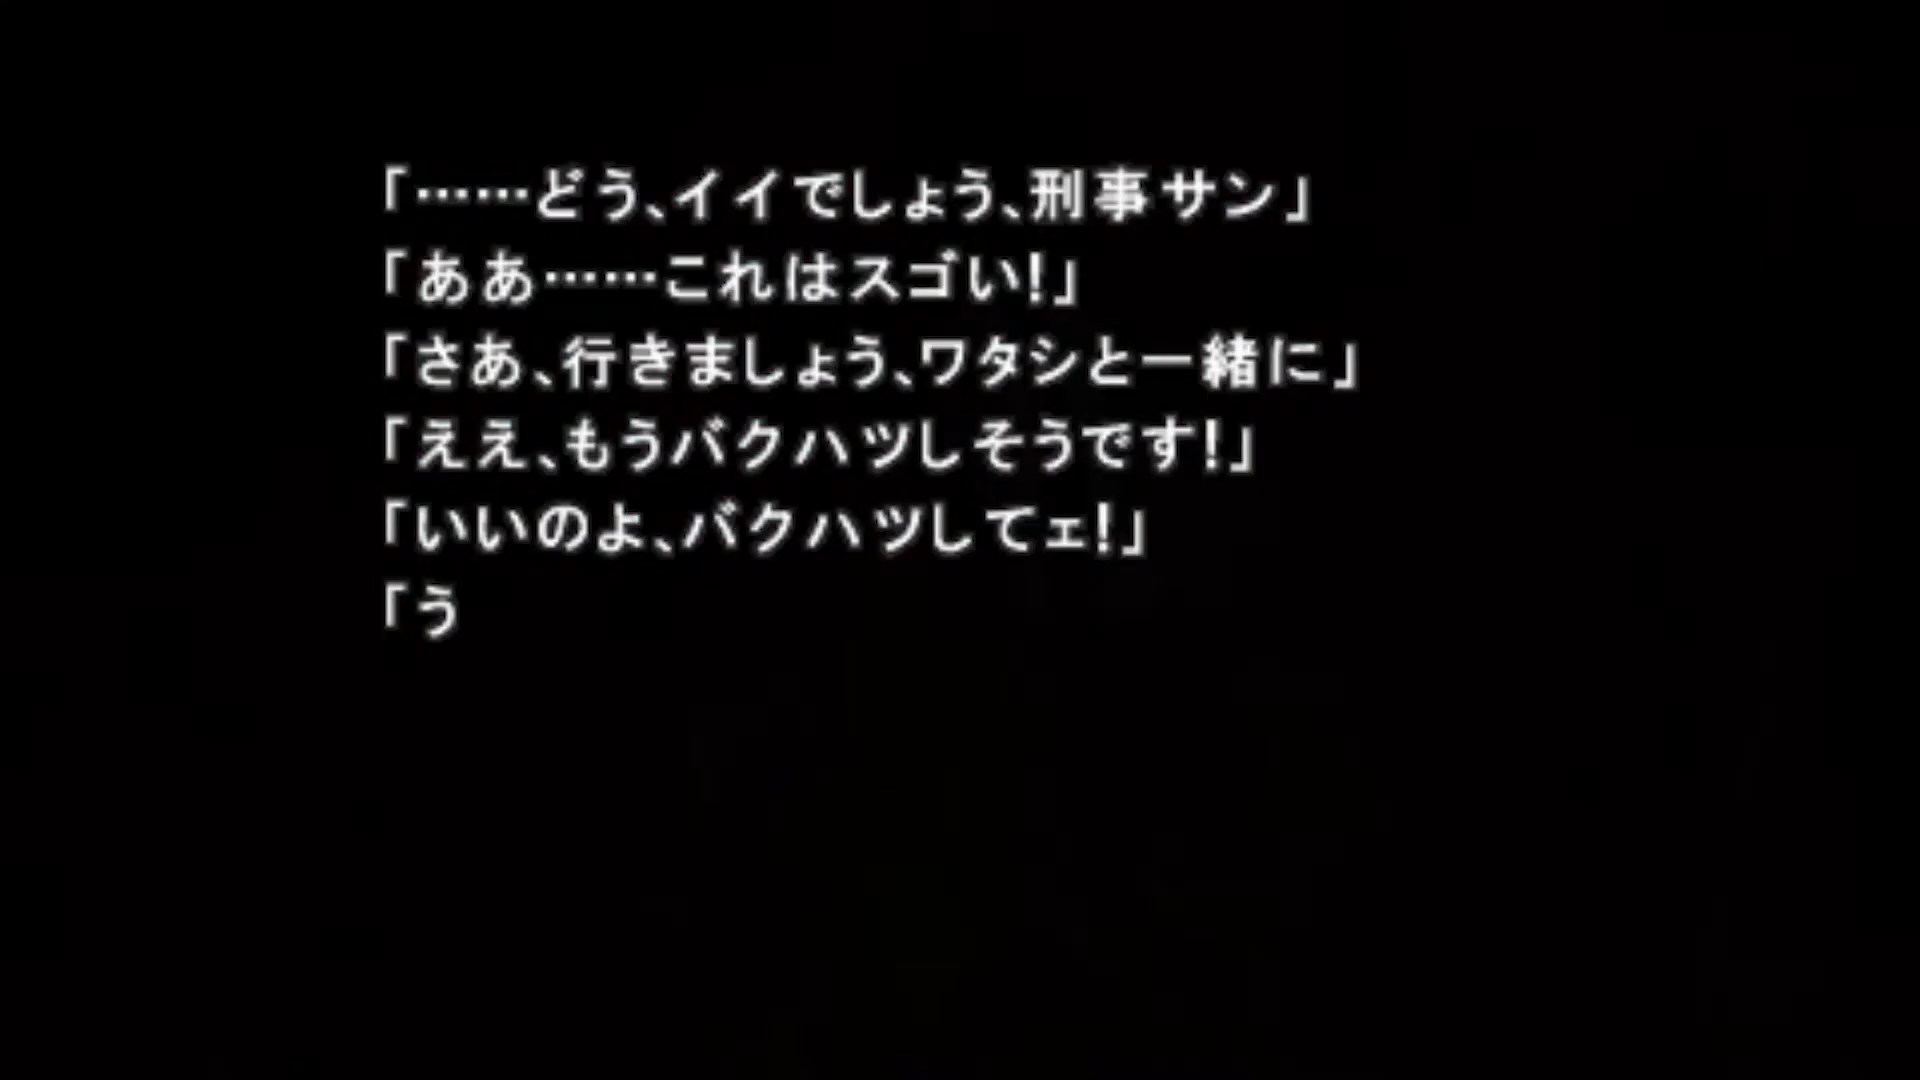 「……どう、イイでしょう、刑事サン」
「ああ……これはスゴい!」
「さあ、行きましょう、ワタシと一緒に」
「ええ、もうバクハツしそうです!」
「いいのよ、バクハツしてェ!」
「う